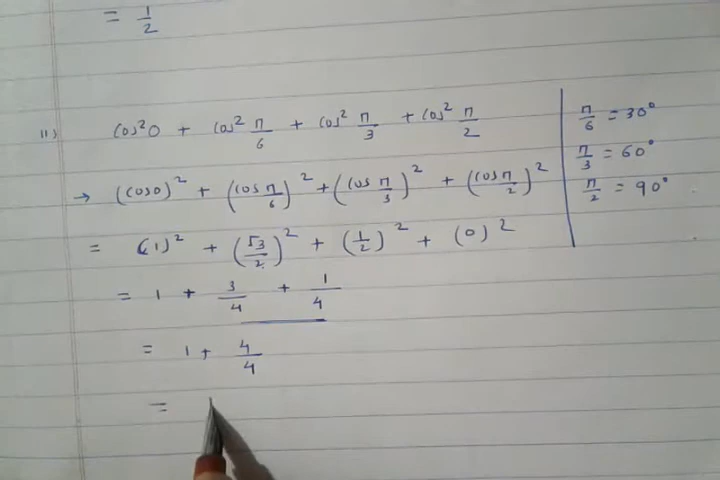 = 1/2
ii) Cos²0 + Cos² π/6 + Cos² π/3 + Cos² π/2
π/6 = 30°
→ (Cos0)² + (Cos π/6)² + (Cos π/3)² + (Cos π/2)²
π/3 = 60°
π/2 = 90°
= (1)² + (√3/2)² + (1/2)² + (0)²
= 1 + 3/4 + 1/4
= 1 + 4/4
=